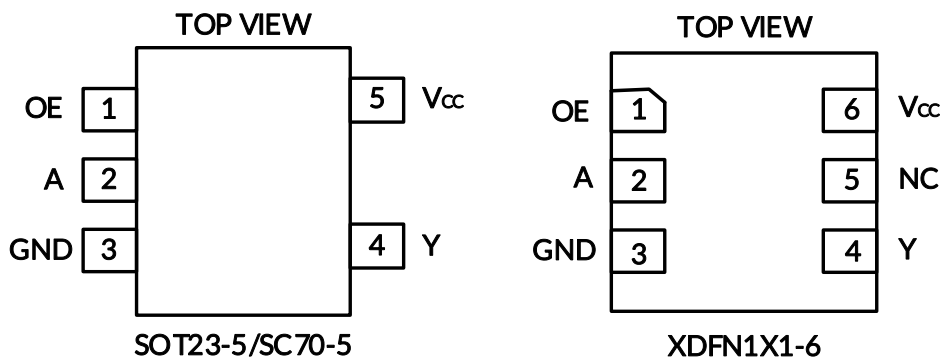 TOP VIEW
OE 1 5 Vcc
A 2
GND 3 4 Y
SOT23-5/SC70-5
TOP VIEW
OE 1 6 Vcc
A 2 5 NC
GND 3 4 Y
XDFN1X1-6